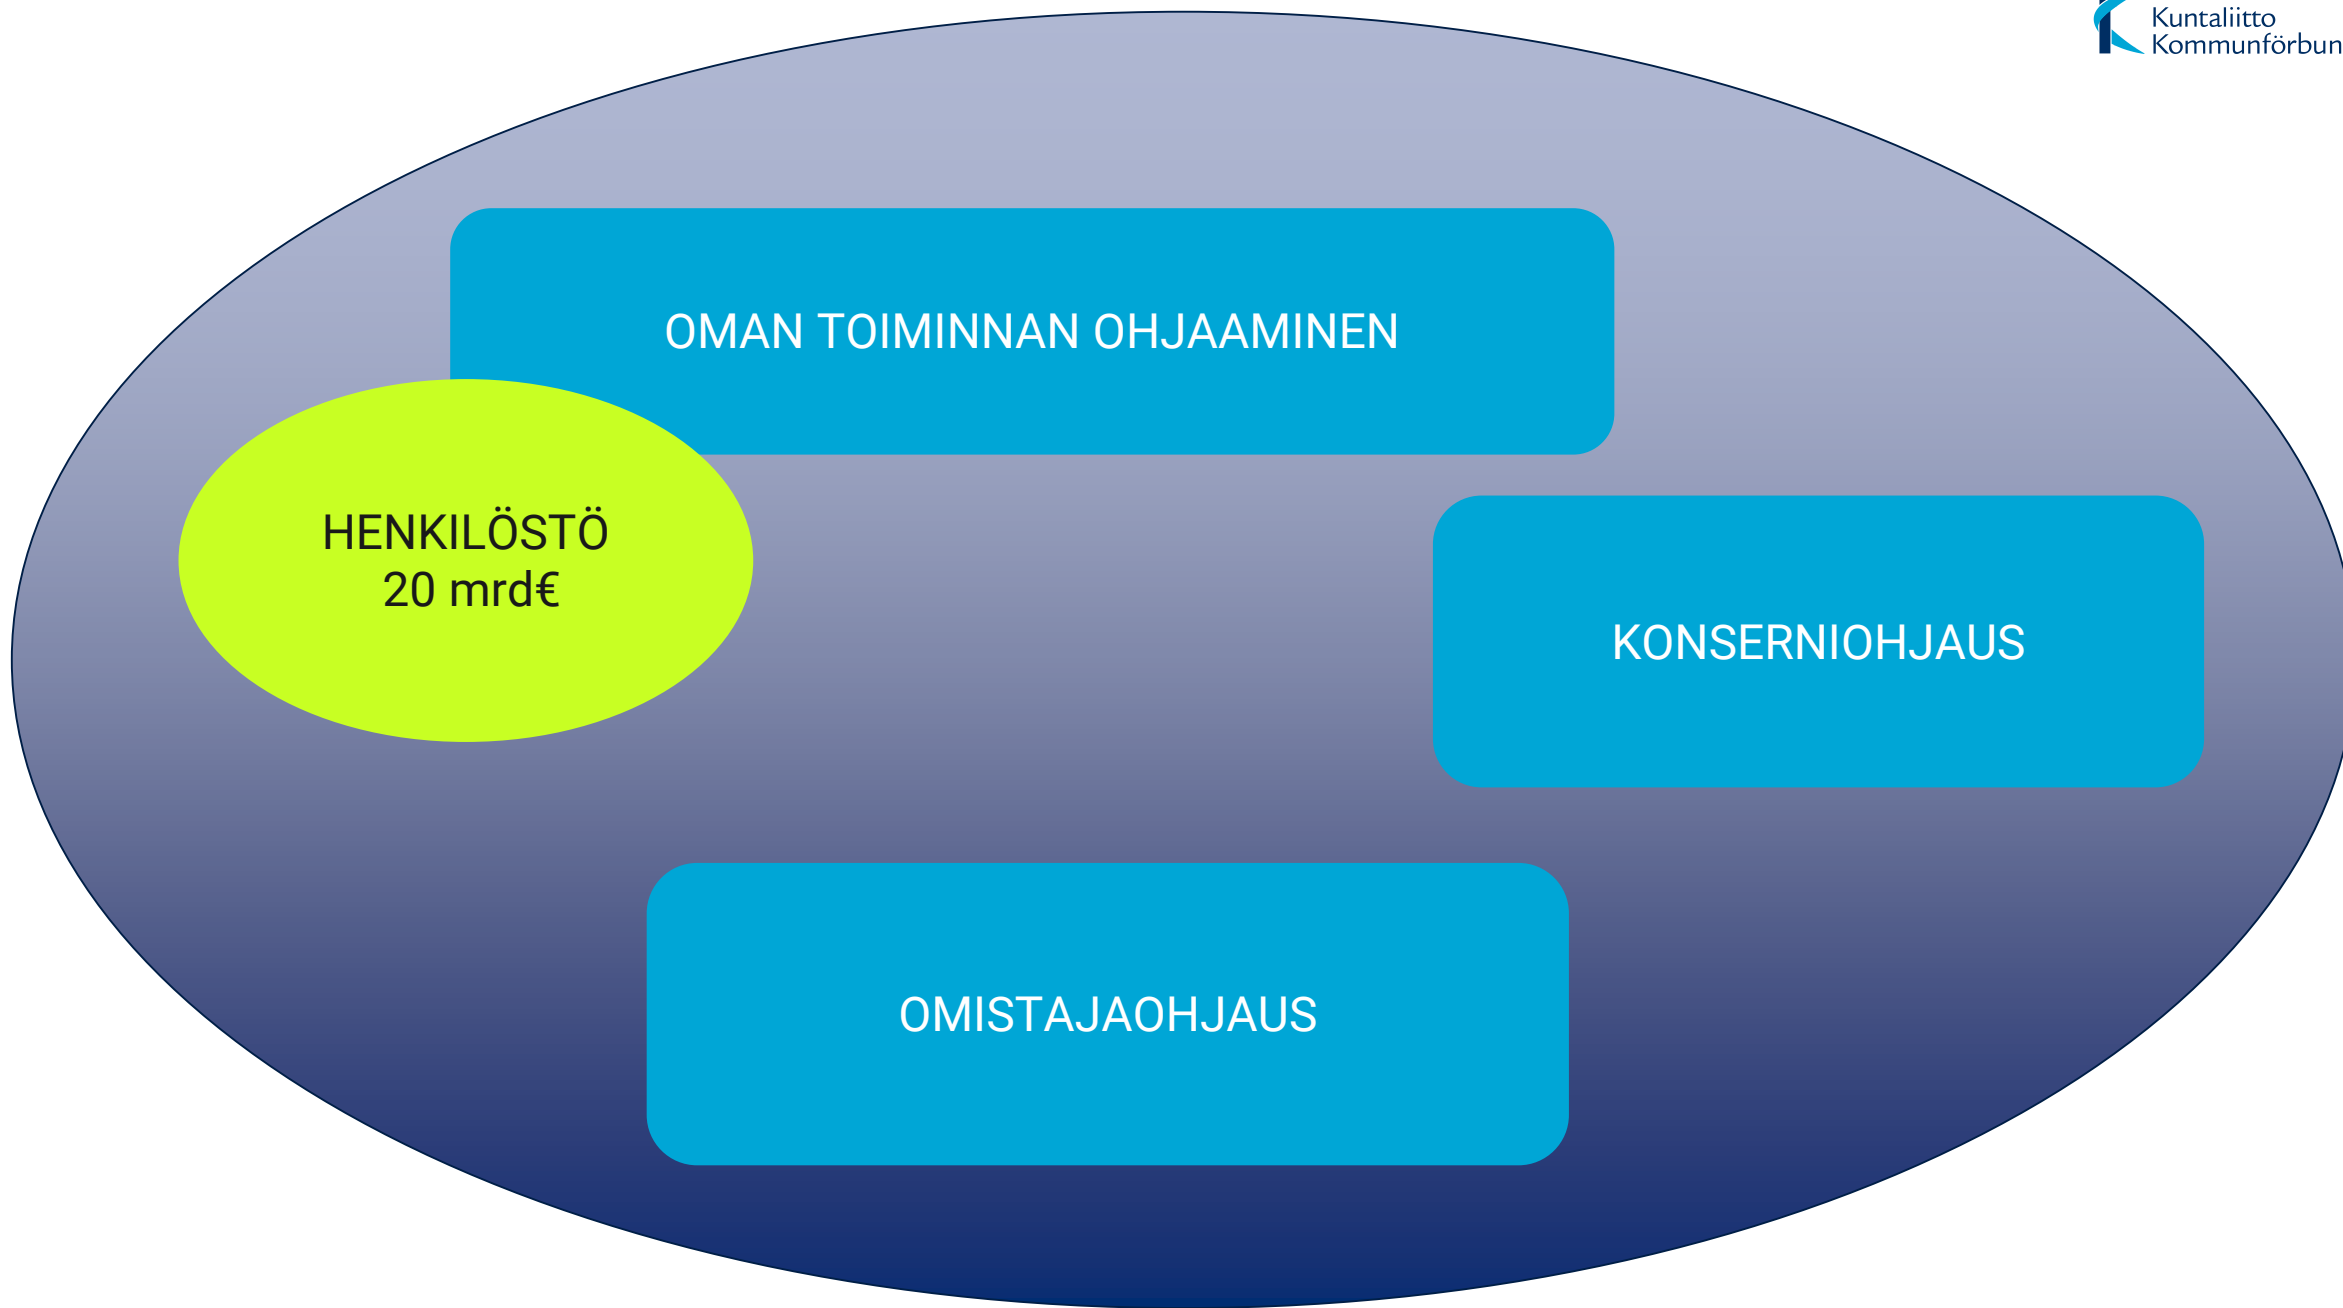 Kuntaliitto
Kommunförbun
OMAN TOIMINNAN OHJAAMINEN
HENKILÖSTÖ
20 mrd€
KONSERNIOHJAUS
OMISTAJAOHJAUS